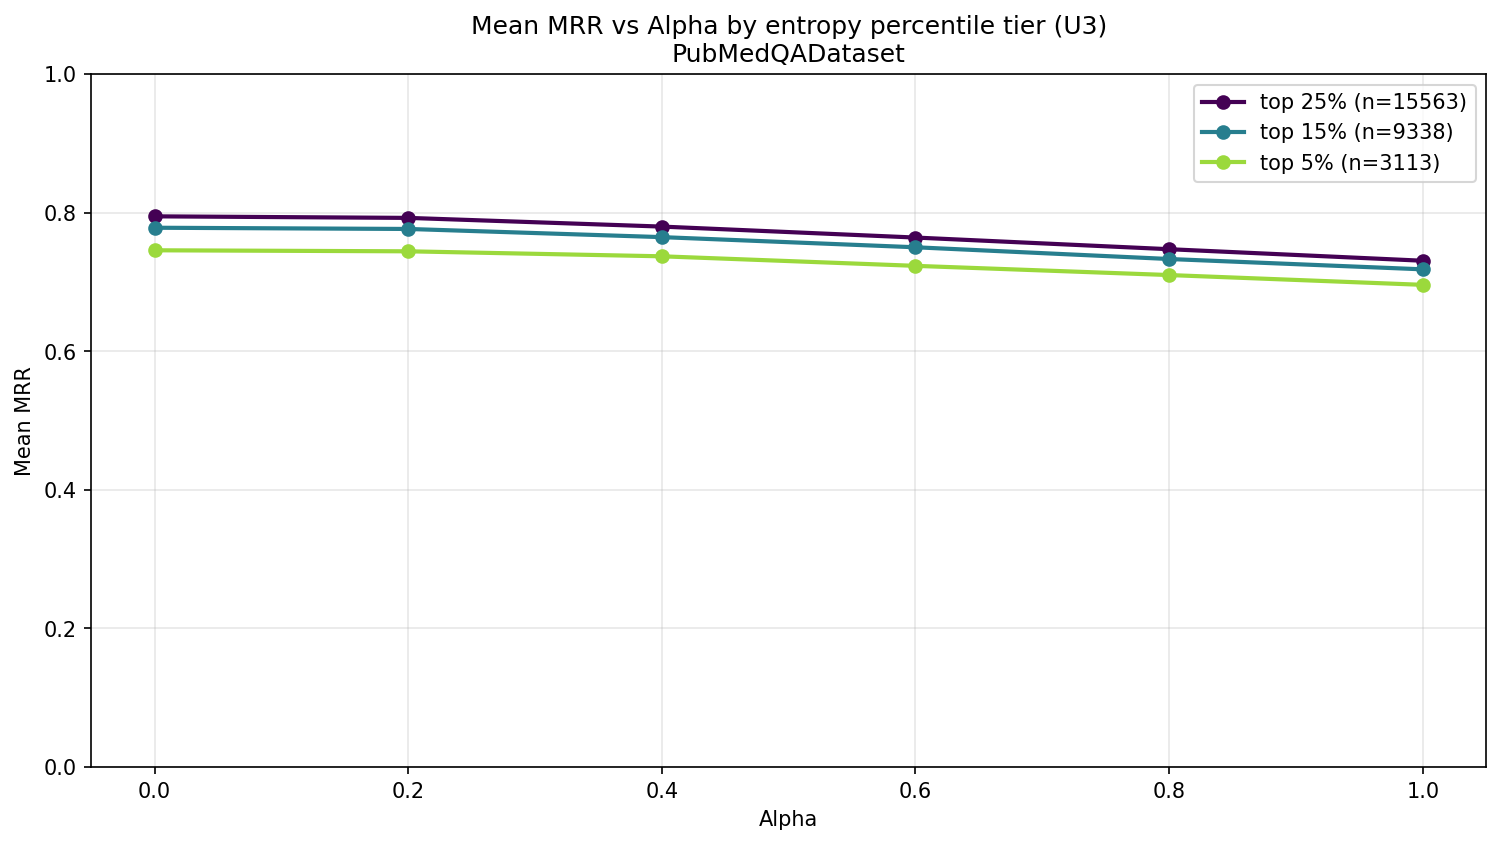 Mean MRR vs Alpha by entropy percentile tier (U3)
PubMedQADataset
top 25% (n=15563)
top 15% (n=9338)
top 5% (n=3113)
1.0
0.8
0.6
0.4
0.2
0.0
Mean MRR
0.0 0.2 0.4 0.6 0.8 1.0
Alpha